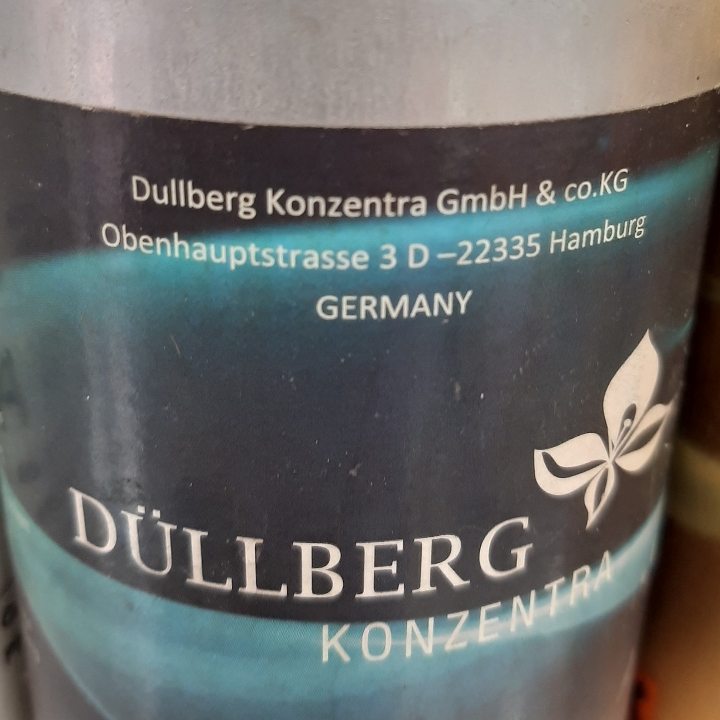 Dullberg Konzentra GmbH & co.KG
Obenhauptstrasse 3 D –22335 Hamburg
GERMANY
DÜLLBERG
KONZENTRA